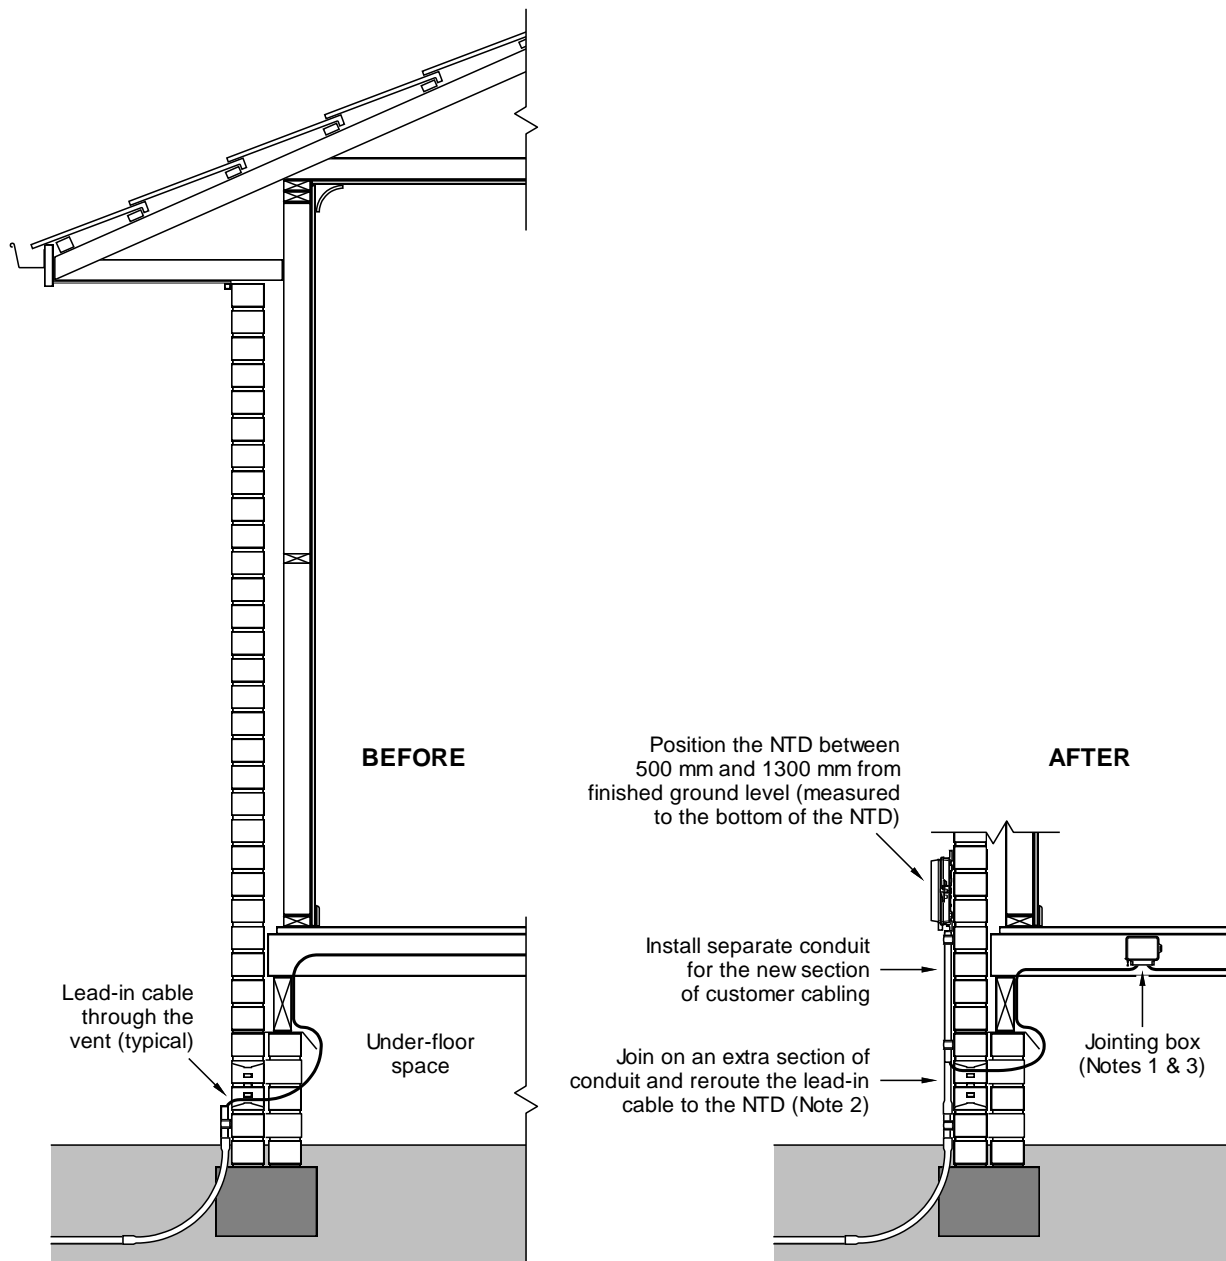 BEFORE
Lead-in cable
through the
vent (typical)
Under-floor
space
Position the NTD between
500 mm and 1300 mm from
finished ground level (measured
to the bottom of the NTD)
AFTER
Install separate conduit
for the new section
of customer cabling
Join on an extra section of
conduit and reroute the lead-in
cable to the NTD (Note 2)
Jointing box
(Notes 1 & 3)